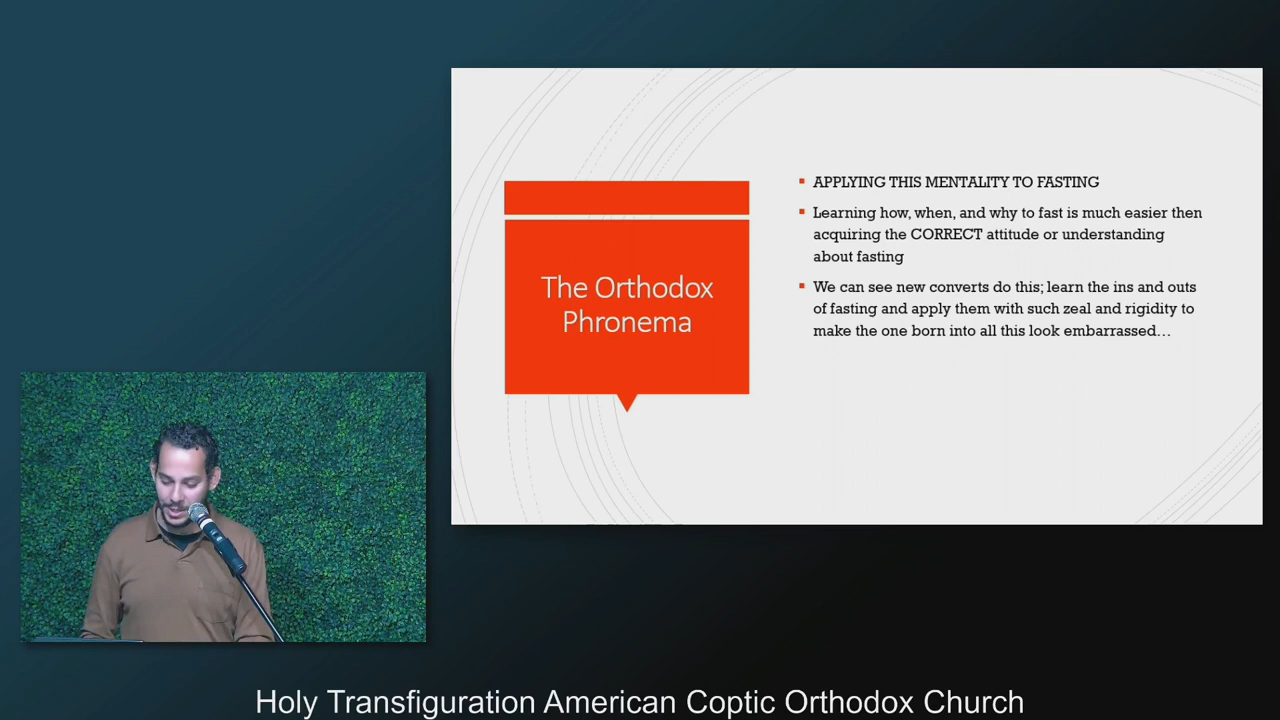 The Orthodox
Phronema
APPLYING THIS MENTALITY TO FASTING
Learning how, when, and why to fast is much easier then
acquiring the CORRECT attitude or understanding
about fasting
We can see new converts do this; learn the ins and outs
of fasting and apply them with such zeal and rigidity to
make the one born into all this look embarrassed…
Holy Transfiguration American Coptic Orthodox Church